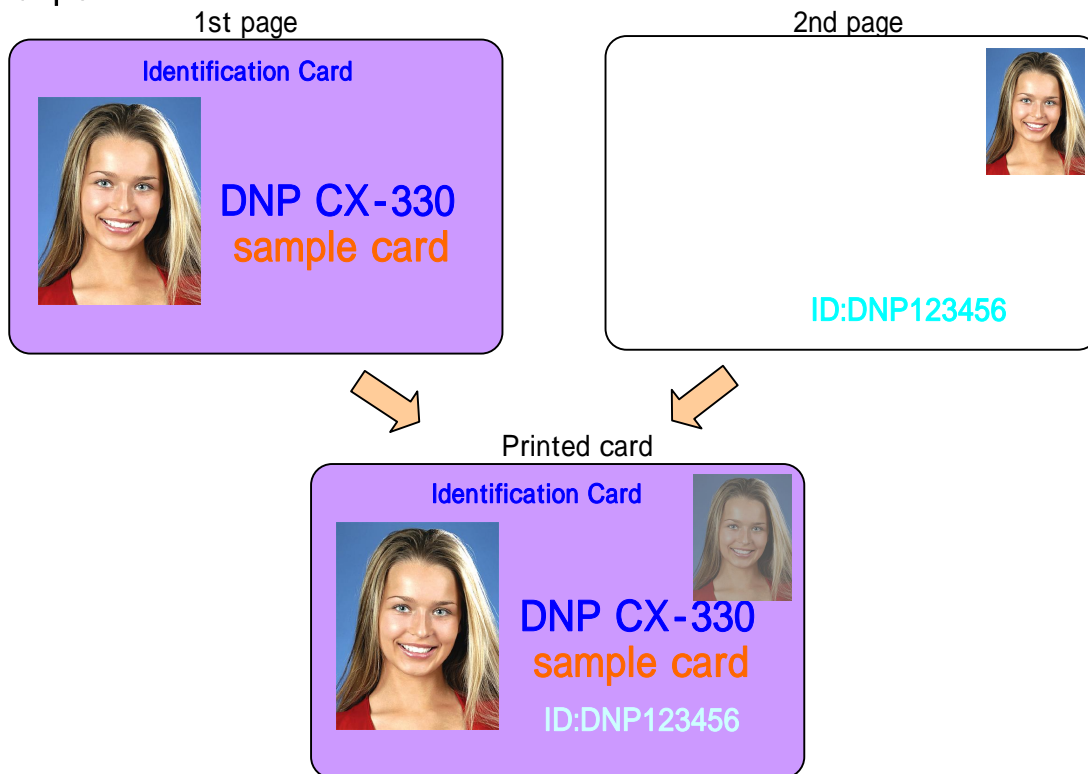 1st page
2nd page
Identification Card
DNP CX-330
sample card
ID:DNP123456
Printed card
Identification Card
DNP CX-330
sample card
ID:DNP123456